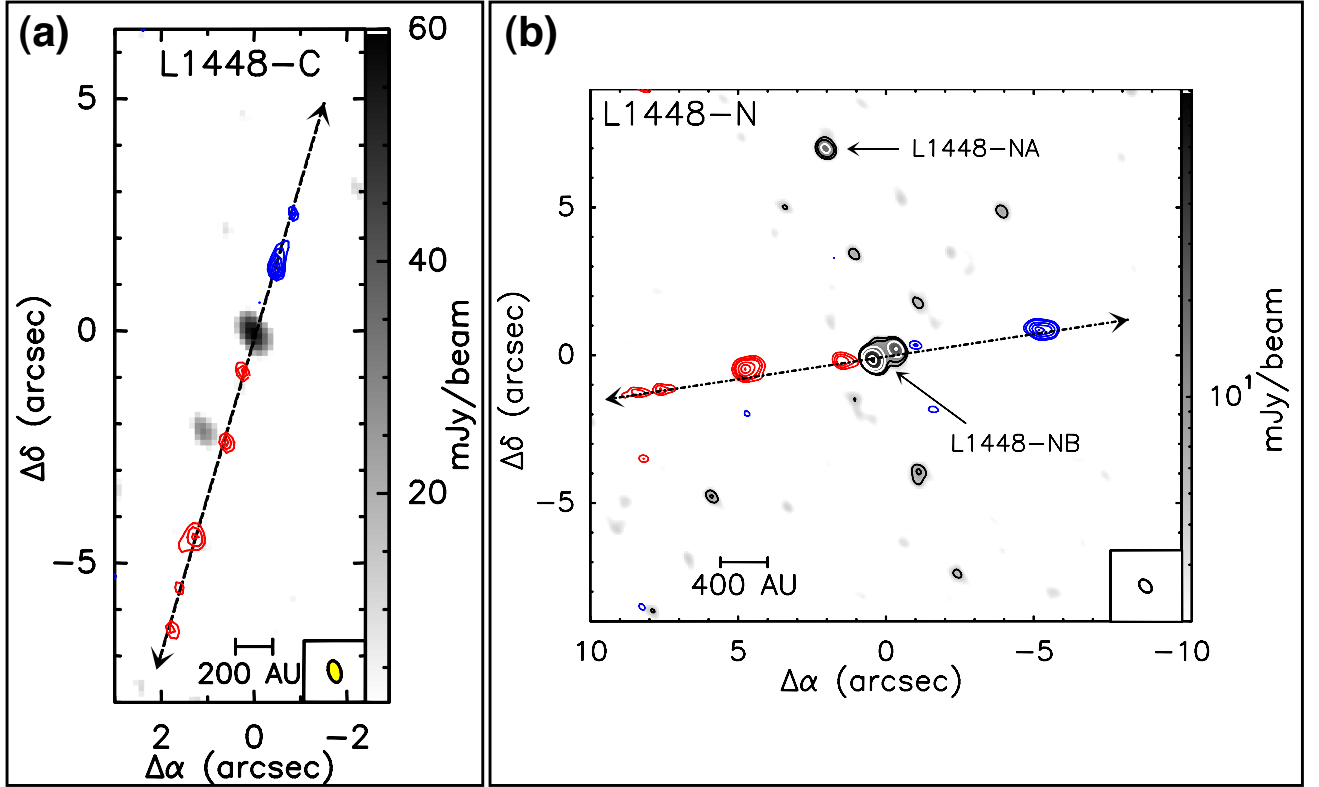 (a)
L1448-C
5
0
-5
Δδ (arcsec)
200 AU
2 0 -2
Δα (arcsec)
60
40
20
mJy/beam
(b)
L1448-N
L1448-NA
L1448-NB
5
0
-5
Δδ (arcsec)
400 AU
10 5 0 -5 -10
Δα (arcsec)
10¹
mJy/beam